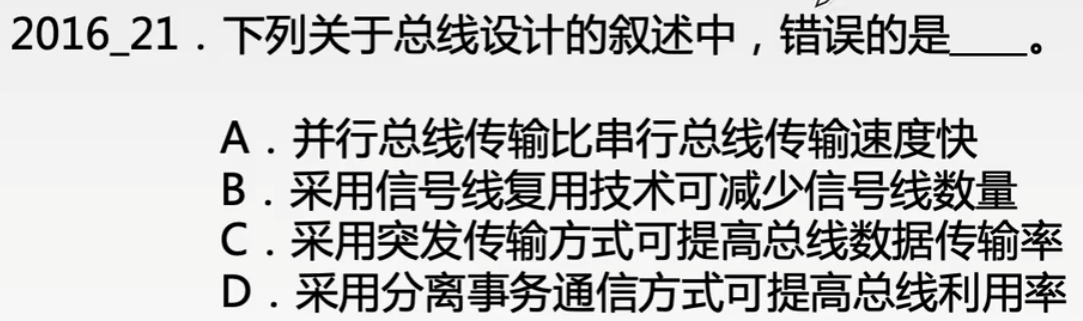 2016_21．下列关于总线设计的叙述中，错误的是____。
A．并行总线传输比串行总线传输速度快
B．采用信号线复用技术可减少信号线数量
C．采用突发传输方式可提高总线数据传输率
D．采用分离事务通信方式可提高总线利用率